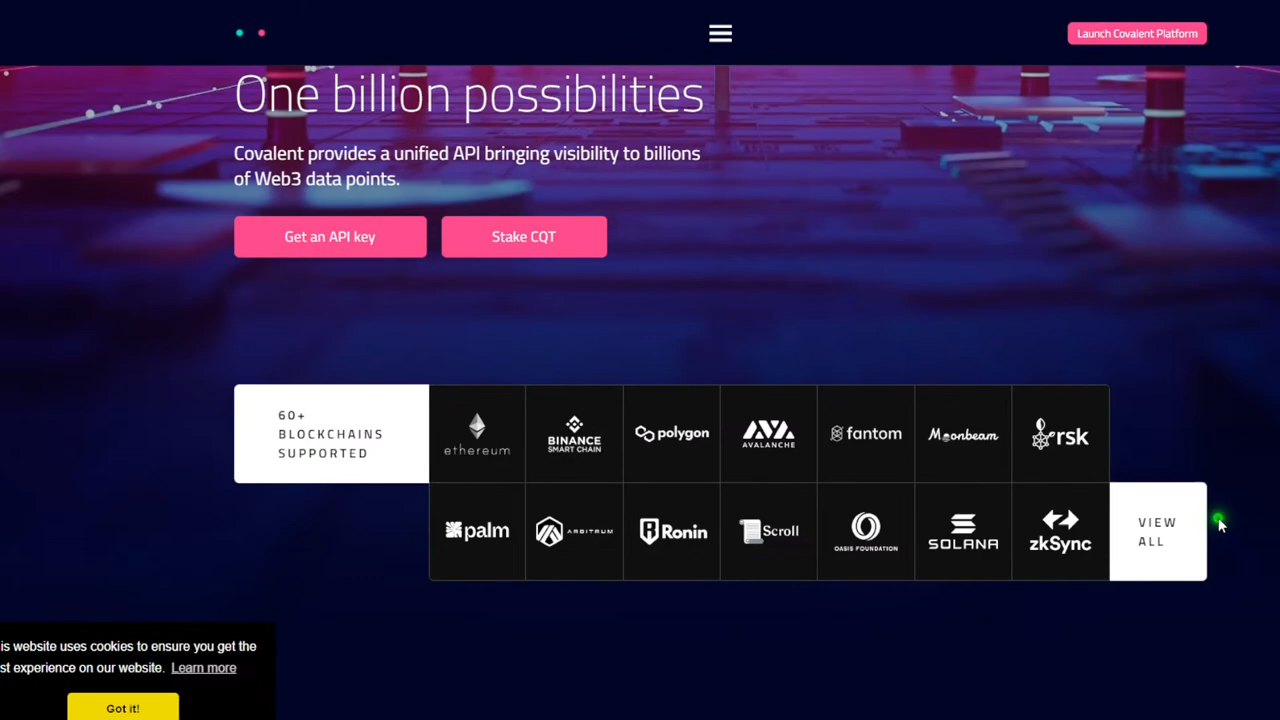 Launch Covalent Platform
One billion possibilities
Covalent provides a unified API bringing visibility to billions
of Web3 data points.
Get an API key
Stake CQT
60+
BLOCKCHAINS
SUPPORTED
ethereum
BINANCE
SMART CHAIN
polygon
AVALANCHE
fantom
Moonbeam
rsk
palm
ARBITRUM
Ronin
Scroll
OASIS FOUNDATION
SOLANA
zkSync
VIEW
ALL
is website uses cookies to ensure you get the
st experience on our website. Learn more
Got it!